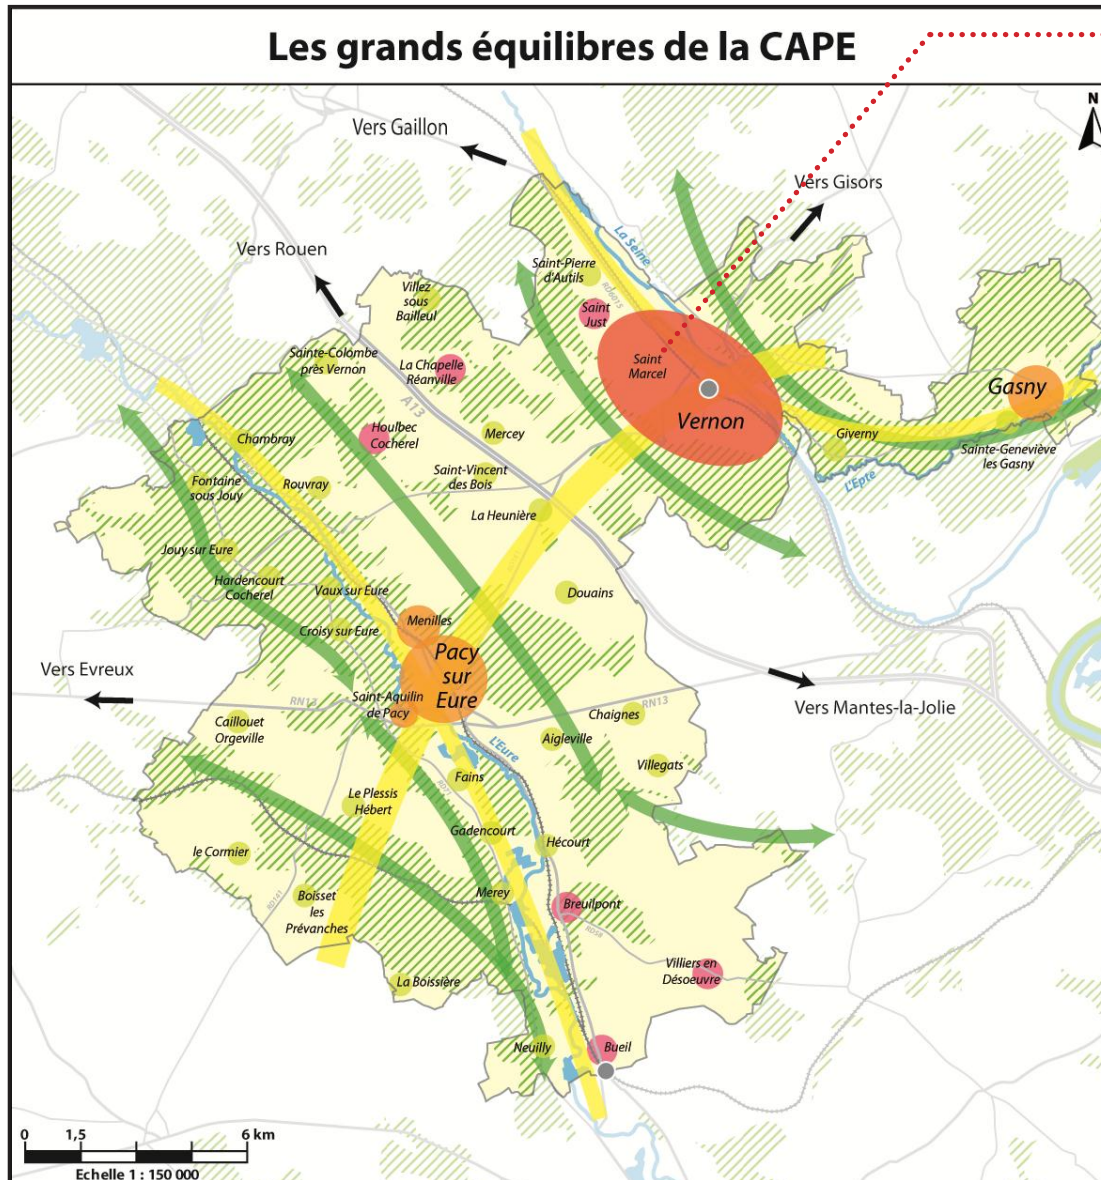 Les grands équilibres de la CAPE
N
Vers Gaillon
Vers Gisors
La Seine
Vers Rouen
Saint-Pierre
d'Autils
RD6015
Villez
sous
Bailleul
Saint
Just
Sainte-Colombe
près Vernon
La Chapelle
Réanville
Saint
Marcel
Gasny
A13
Vernon
Houlbec
Cocherel
Mercey
Chambray
Giverny
Sainte-Geneviève
les Gasny
L'Epte
Saint-Vincent
des Bois
Fontaine
sous Jouy
Rouvray
La Heunière
Jouy sur Eure
Hardencourt
Cocherel
Vaux sur Eure
Douains
Croisy sur Eure
Menilles
Pacy
sur
Eure
Vers Evreux
Saint-Aquilin
de Pacy
RN13
RN13
Vers Mantes-la-Jolie
Caillouet
Orgeville
Chaignes
Aigleville
L'Eure
Villegats
Fains
RD71
Le Plessis
Hébert
Gadencourt
Hécourt
le Cormier
Merey
Boisset
les
Prévanches
RD141
Breuilpont
RD58
Villiers en
Désoeuvre
La Boissière
Neuilly
Bueil
0 1,5 6 km
Echelle 1 : 150 000